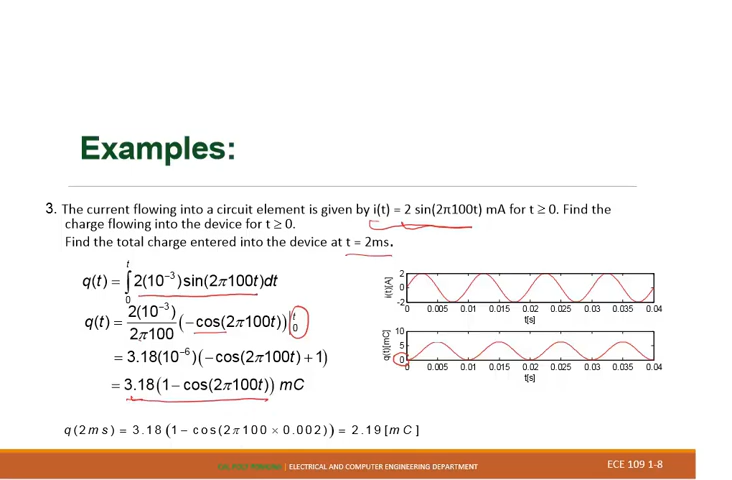 Examples:
3. The current flowing into a circuit element is given by i(t) = 2 sin(2π100t) mA for t ≥ 0. Find the
charge flowing into the device for t ≥ 0.
Find the total charge entered into the device at t = 2ms.
q(t) = ∫₀ᵗ 2(10⁻³)sin(2π100t)dt
q(t) = 2(10⁻³)/2π100 (−cos(2π100t))|₀ᵗ
= 3.18(10⁻⁶)(−cos(2π100t) + 1)
= 3.18(1 − cos(2π100t)) mC
q(2ms) = 3.18(1 − cos(2π100 × 0.002)) = 2.19[mC]
i(t)[A]
2
0
-2
0 0.005 0.01 0.015 0.02 0.025 0.03 0.035 0.04
t[s]
q(t)[mC]
10
5
0
0 0.005 0.01 0.015 0.02 0.025 0.03 0.035 0.04
t[s]
| ELECTRICAL AND COMPUTER ENGINEERING DEPARTMENT
ECE 109 1-8